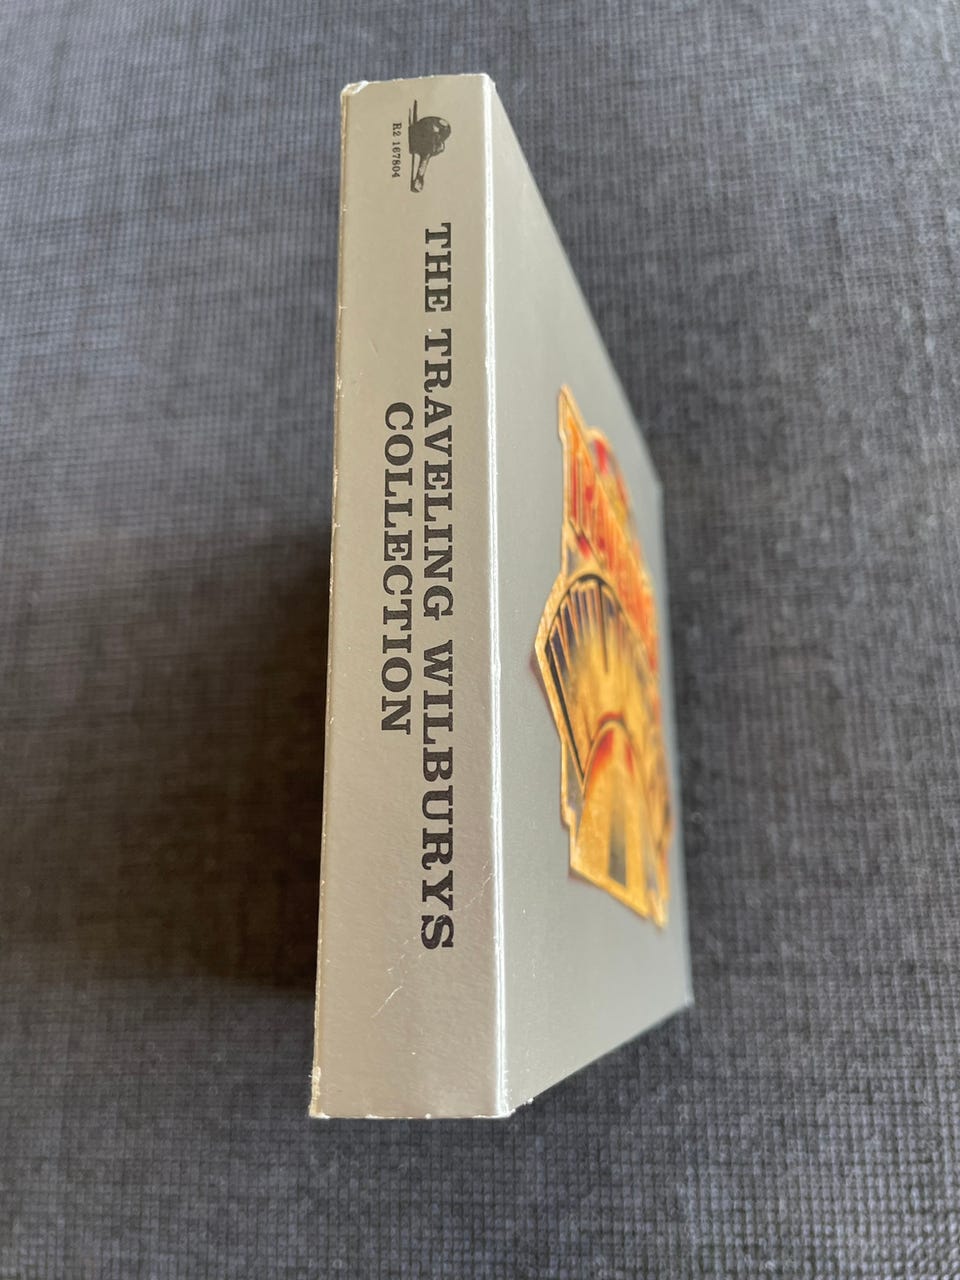 R2 167804
THE TRAVELING WILBURYS
COLLECTION